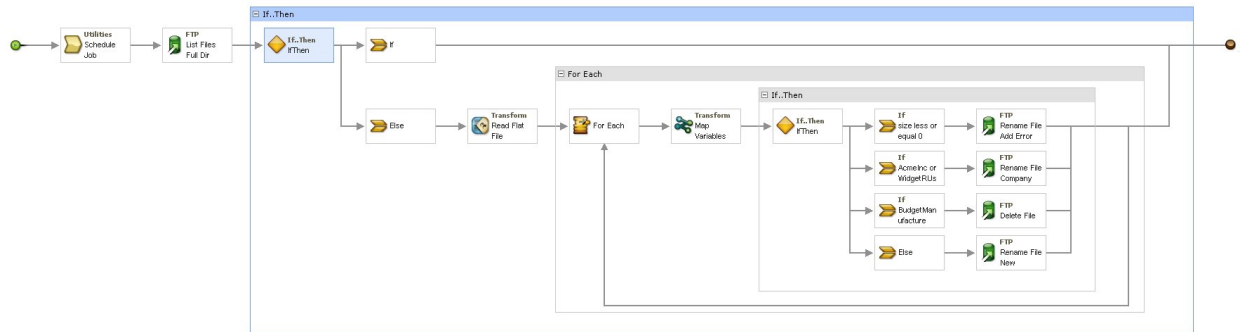 If..Then
Utilities
Schedule
Job
FTP
List Files
Full Dir
If..Then
IfThen
If
Else
Transform
Read Flat
File
For Each
For Each
Transform
Map
Variables
If..Then
If..Then
IfThen
If
size less or
equal 0
FTP
Rename File
Add Error
If
AcmeInc or
WidgetRUs
FTP
Rename File
Company
If
BudgetMan
ufacture
FTP
Delete File
Else
FTP
Rename File
New